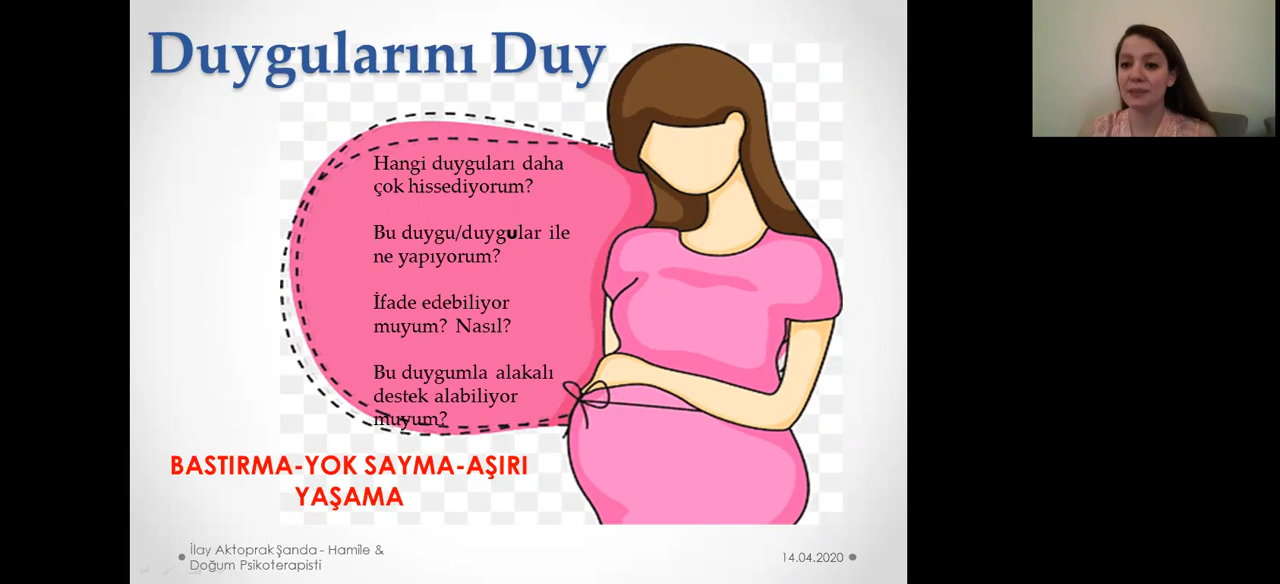 Duygularını Duy
Hangi duyguları daha
çok hissediyorum?
Bu duygu/duygular ile
ne yapıyorum?
İfade edebiliyor
muyum? Nasıl?
Bu duygumla alakalı
destek alabiliyor
muyum?
BASTIRMA-YOK SAYMA-AŞIRI
YAŞAMA
İlay Aktoprak Şanda - Hamile &
Doğum Psikoterapisti
14.04.2020